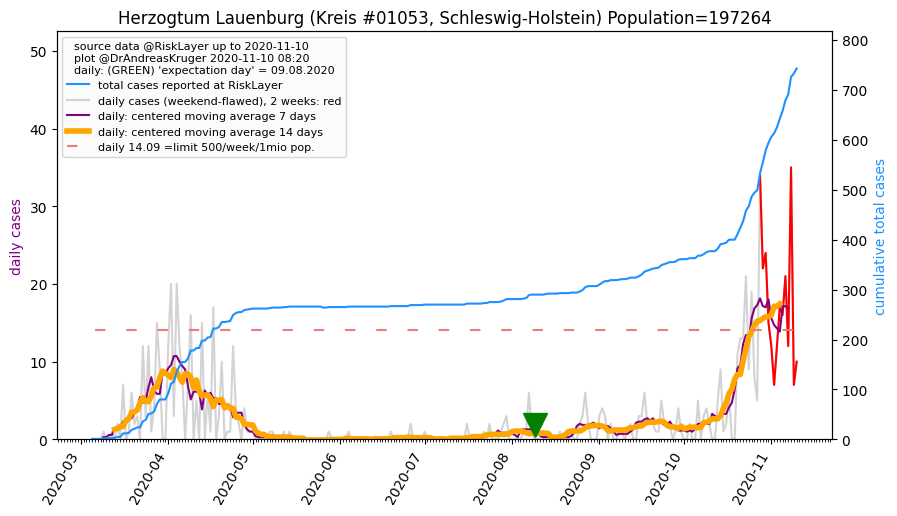 Herzogtum Lauenburg (Kreis #01053, Schleswig-Holstein) Population=197264
source data @RiskLayer up to 2020-11-10
plot @DrAndreasKruger 2020-11-10 08:20
daily: (GREEN) 'expectation day' = 09.08.2020
total cases reported at RiskLayer
daily cases (weekend-flawed), 2 weeks: red
daily: centered moving average 7 days
daily: centered moving average 14 days
daily 14.09 =limit 500/week/1mio pop.
daily cases
50
40
30
20
10
0
cumulative total cases
800
700
600
500
400
300
200
100
0
2020-03
2020-04
2020-05
2020-06
2020-07
2020-08
2020-09
2020-10
2020-11